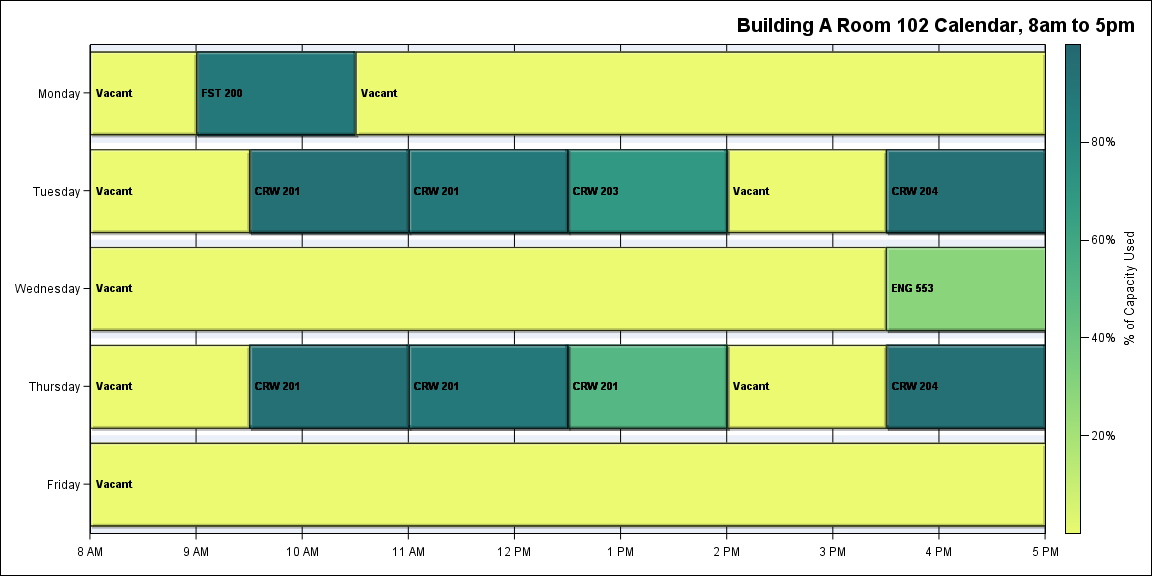 Building A Room 102 Calendar, 8am to 5pm
Monday
Vacant
FST 200
Vacant
Tuesday
Vacant
CRW 201
CRW 201
CRW 203
Vacant
CRW 204
Wednesday
Vacant
ENG 553
Thursday
Vacant
CRW 201
CRW 201
CRW 201
Vacant
CRW 204
Friday
Vacant
8 AM
9 AM
10 AM
11 AM
12 PM
1 PM
2 PM
3 PM
4 PM
5 PM
80%
60%
40%
20%
% of Capacity Used